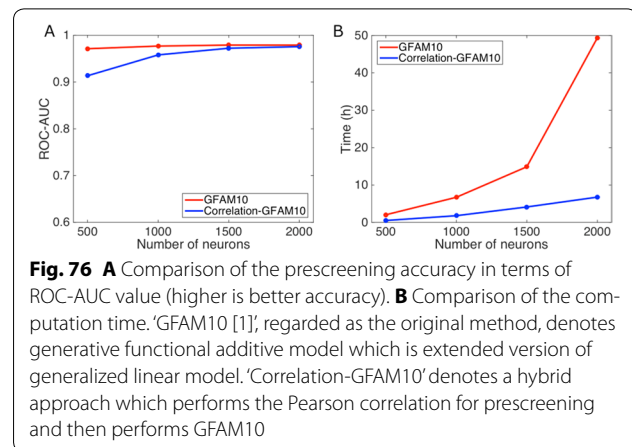 A
1
0.9
0.8
0.7
0.6
ROC-AUC
500
1000
1500
2000
Number of neurons
GFAM10
Correlation-GFAM10
B
50
40
30
20
10
0
Time (h)
500
1000
1500
2000
Number of neurons
GFAM10
Correlation-GFAM10
Fig. 76 A Comparison of the prescreening accuracy in terms of
ROC-AUC value (higher is better accuracy). B Comparison of the com-
putation time. ‘GFAM10 [1]’, regarded as the original method, denotes
generative functional additive model which is extended version of
generalized linear model. ‘Correlation-GFAM10’ denotes a hybrid
approach which performs the Pearson correlation for prescreening
and then performs GFAM10